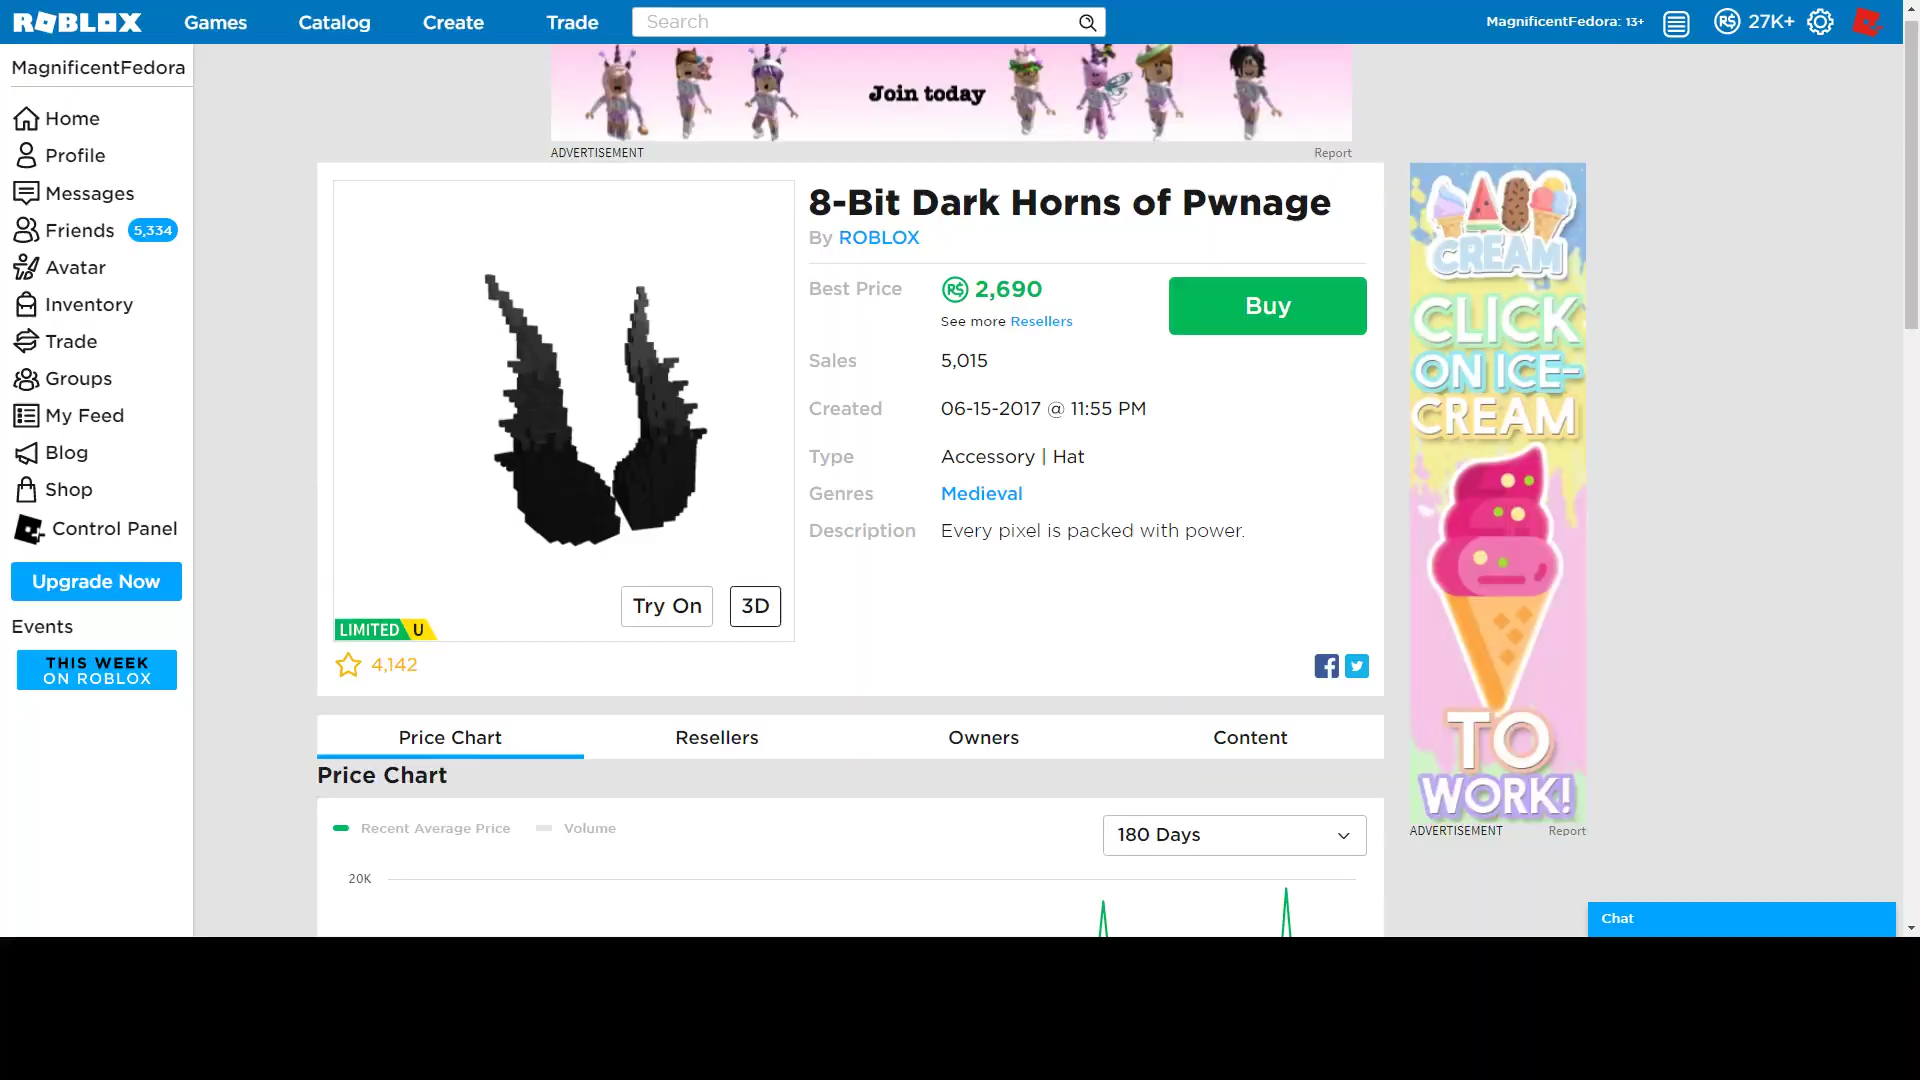 ROBLOX Games Catalog Create Trade Search MagnificentFedora: 13+ R$ 27K+
MagnificentFedora
Home
Profile
Messages
Friends 5,334
Avatar
Inventory
Trade
Groups
My Feed
Blog
Shop
Control Panel
Upgrade Now
Events
THIS WEEK
ON ROBLOX
Join today
ADVERTISEMENT Report
8-Bit Dark Horns of Pwnage
By ROBLOX
Best Price R$ 2,690
See more Resellers
Buy
Sales 5,015
Created 06-15-2017 @ 11:55 PM
Type Accessory | Hat
Genres Medieval
Description Every pixel is packed with power.
Try On 3D
LIMITED U
4,142
Price Chart Resellers Owners Content
Price Chart
Recent Average Price Volume
180 Days
20K
CREAM
CLICK
ON ICE-
CREAM
TO
WORK!
ADVERTISEMENT Report
Chat